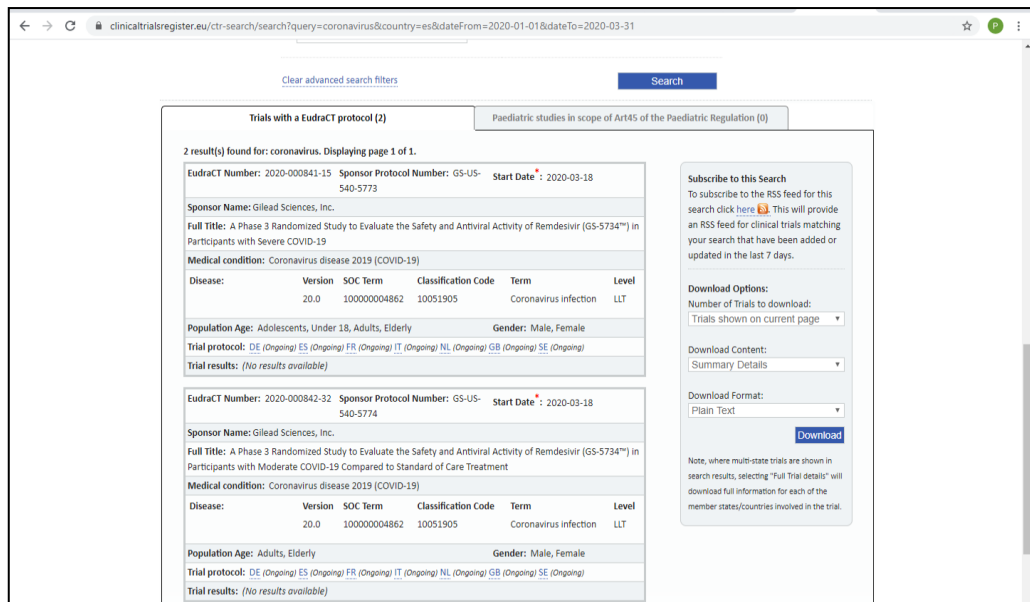 clinicaltrialsregister.eu/ctr-search/search?query=coronavirus&country=es&dateFrom=2020-01-01&dateTo=2020-03-31
P
Clear advanced search filters
Search
Trials with a EudraCT protocol (2)
Paediatric studies in scope of Art45 of the Paediatric Regulation (0)
2 result(s) found for: coronavirus. Displaying page 1 of 1.
EudraCT Number: 2020-000841-15 Sponsor Protocol Number: GS-US- Start Date*: 2020-03-18
540-5773
Sponsor Name: Gilead Sciences, Inc.
Full Title: A Phase 3 Randomized Study to Evaluate the Safety and Antiviral Activity of Remdesivir (GS-5734™) in
Participants with Severe COVID-19
Medical condition: Coronavirus disease 2019 (COVID-19)
Disease: Version SOC Term Classification Code Term Level
20.0 100000004862 10051905 Coronavirus infection LLT
Population Age: Adolescents, Under 18, Adults, Elderly Gender: Male, Female
Trial protocol: DE (Ongoing) ES (Ongoing) FR (Ongoing) IT (Ongoing) NL (Ongoing) GB (Ongoing) SE (Ongoing)
Trial results: (No results available)
EudraCT Number: 2020-000842-32 Sponsor Protocol Number: GS-US- Start Date*: 2020-03-18
540-5774
Sponsor Name: Gilead Sciences, Inc.
Full Title: A Phase 3 Randomized Study to Evaluate the Safety and Antiviral Activity of Remdesivir (GS-5734™) in
Participants with Moderate COVID-19 Compared to Standard of Care Treatment
Medical condition: Coronavirus disease 2019 (COVID-19)
Disease: Version SOC Term Classification Code Term Level
20.0 100000004862 10051905 Coronavirus infection LLT
Population Age: Adults, Elderly Gender: Male, Female
Trial protocol: DE (Ongoing) ES (Ongoing) FR (Ongoing) IT (Ongoing) NL (Ongoing) GB (Ongoing) SE (Ongoing)
Trial results: (No results available)
Subscribe to this Search
To subscribe to the RSS feed for this
search click here. This will provide
an RSS feed for clinical trials matching
your search that have been added or
updated in the last 7 days.
Download Options:
Number of Trials to download:
Trials shown on current page
Download Content:
Summary Details
Download Format:
Plain Text
Download
Note, where multi-state trials are shown in
search results, selecting "Full Trial details" will
download full information for each of the
member states/countries involved in the trial.